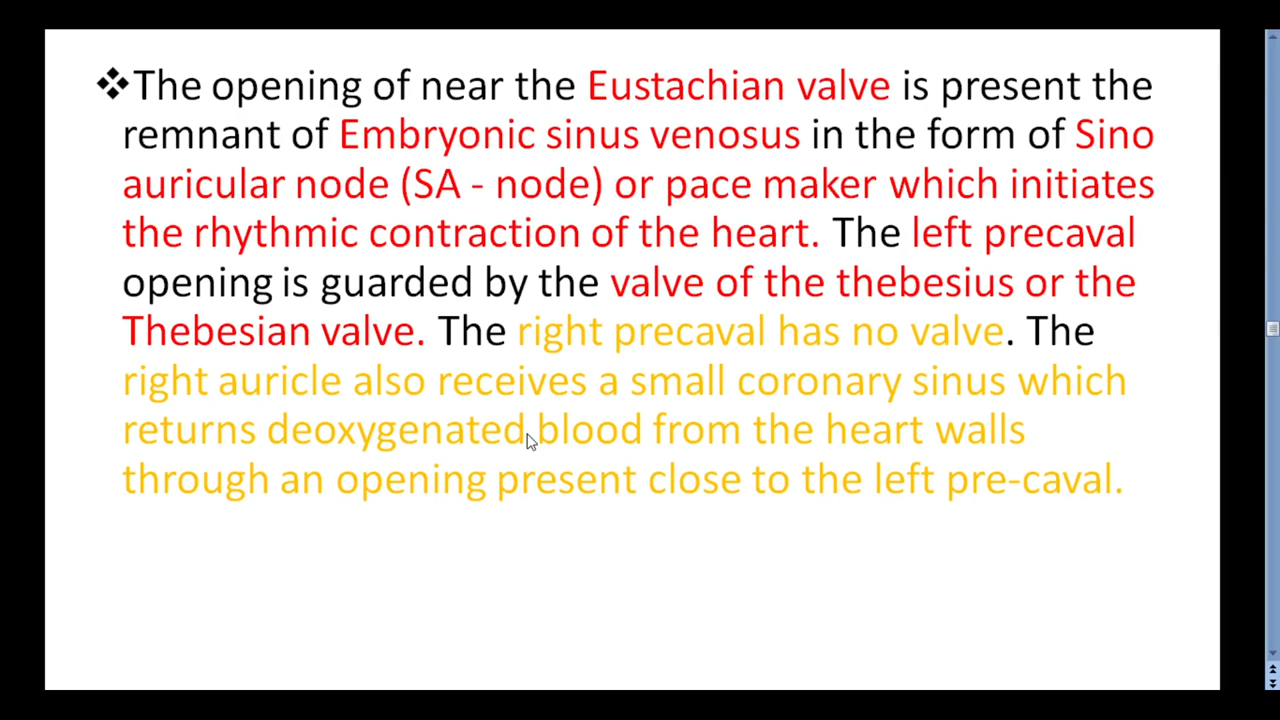 ❖The opening of near the Eustachian valve is present the
remnant of Embryonic sinus venosus in the form of Sino
auricular node (SA - node) or pace maker which initiates
the rhythmic contraction of the heart. The left precaval
opening is guarded by the valve of the thebesius or the
Thebesian valve. The right precaval has no valve. The
right auricle also receives a small coronary sinus which
returns deoxygenated blood from the heart walls
through an opening present close to the left pre-caval.